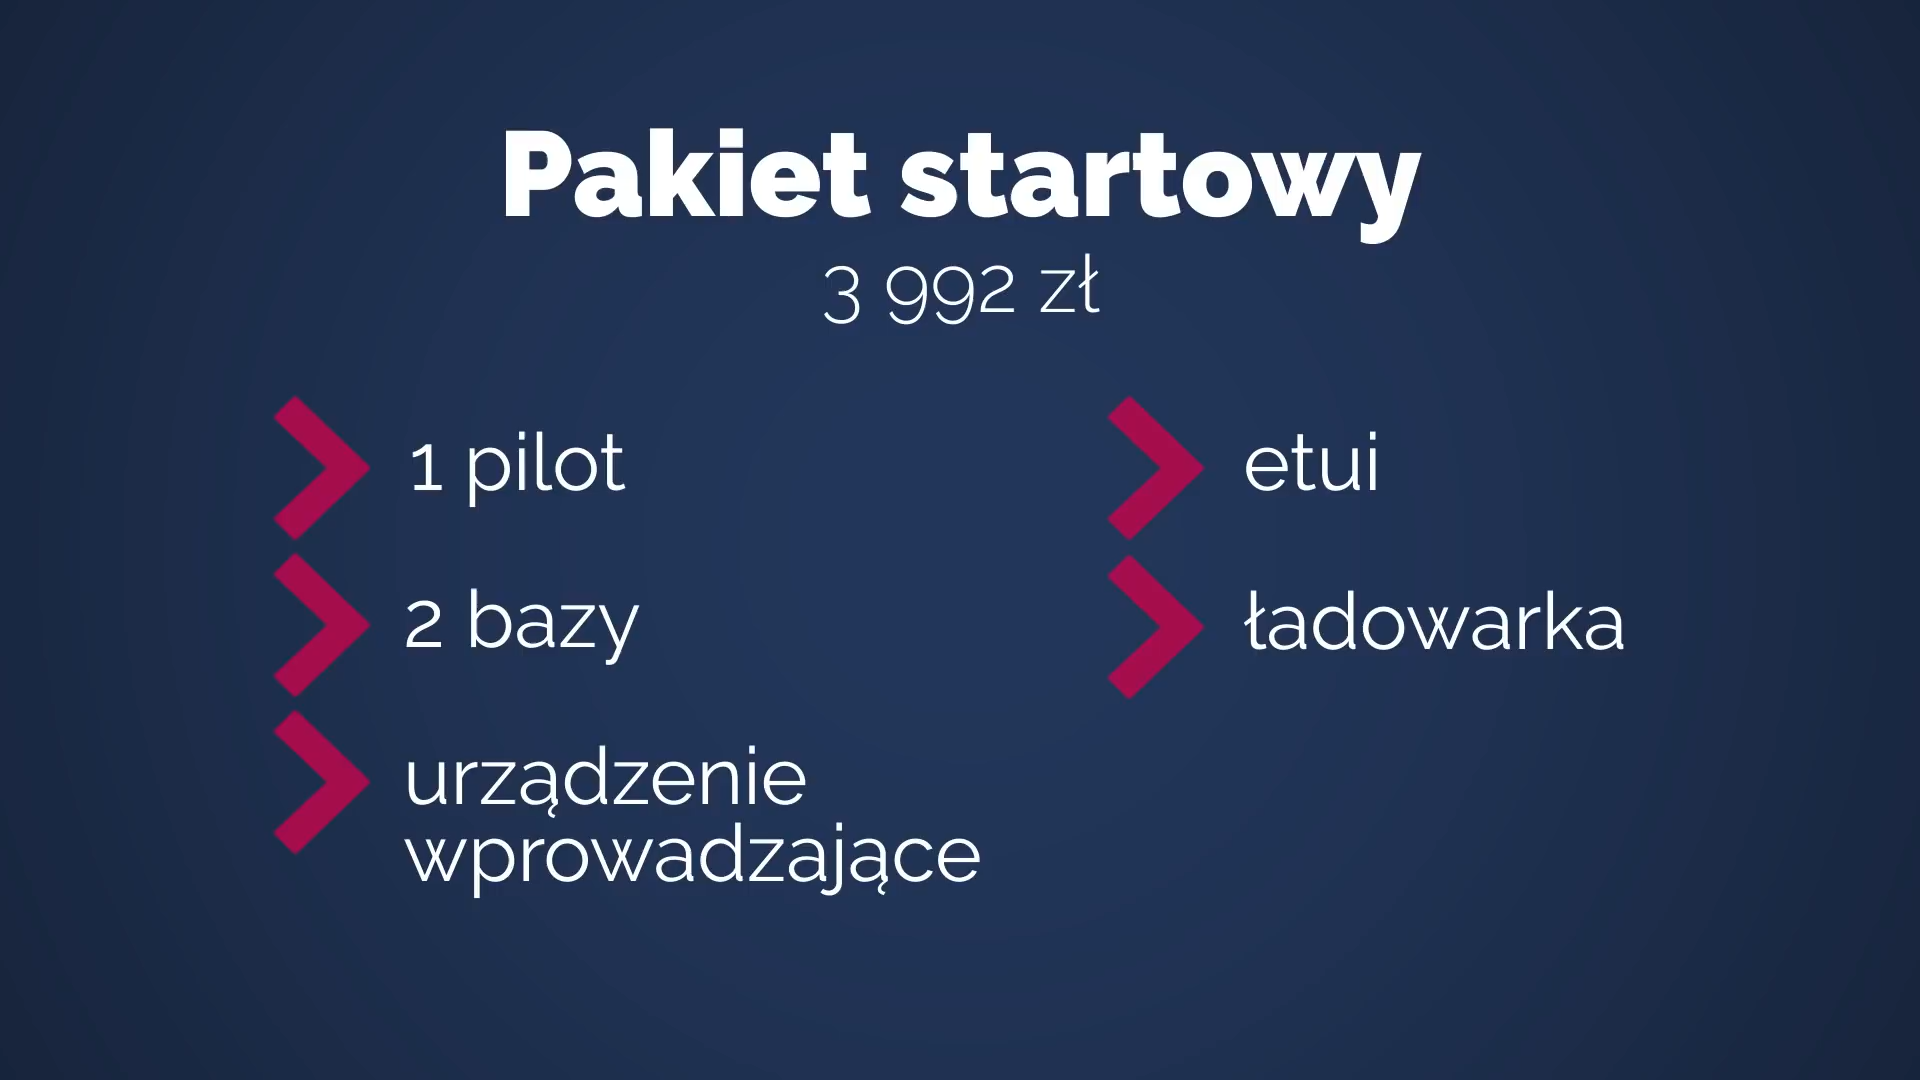 Pakiet startowy
3 992 zł
1 pilot
2 bazy
urządzenie
wprowadzające
etui
ładowarka